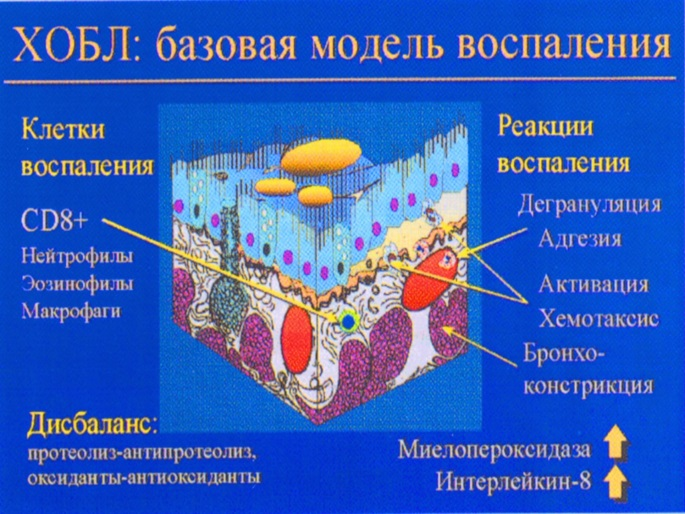 ХОБЛ: базовая модель воспаления
Клетки
воспаления
CD8+
Нейтрофилы
Эозинофилы
Макрофаги
Реакции
воспаления
Дегрануляция
Адгезия
Активация
Хемотаксис
Бронхо-
констрикция
Дисбаланс:
протеолиз-антипротеолиз,
оксиданты-антиоксиданты
Миелопероксидаза
Интерлейкин-8